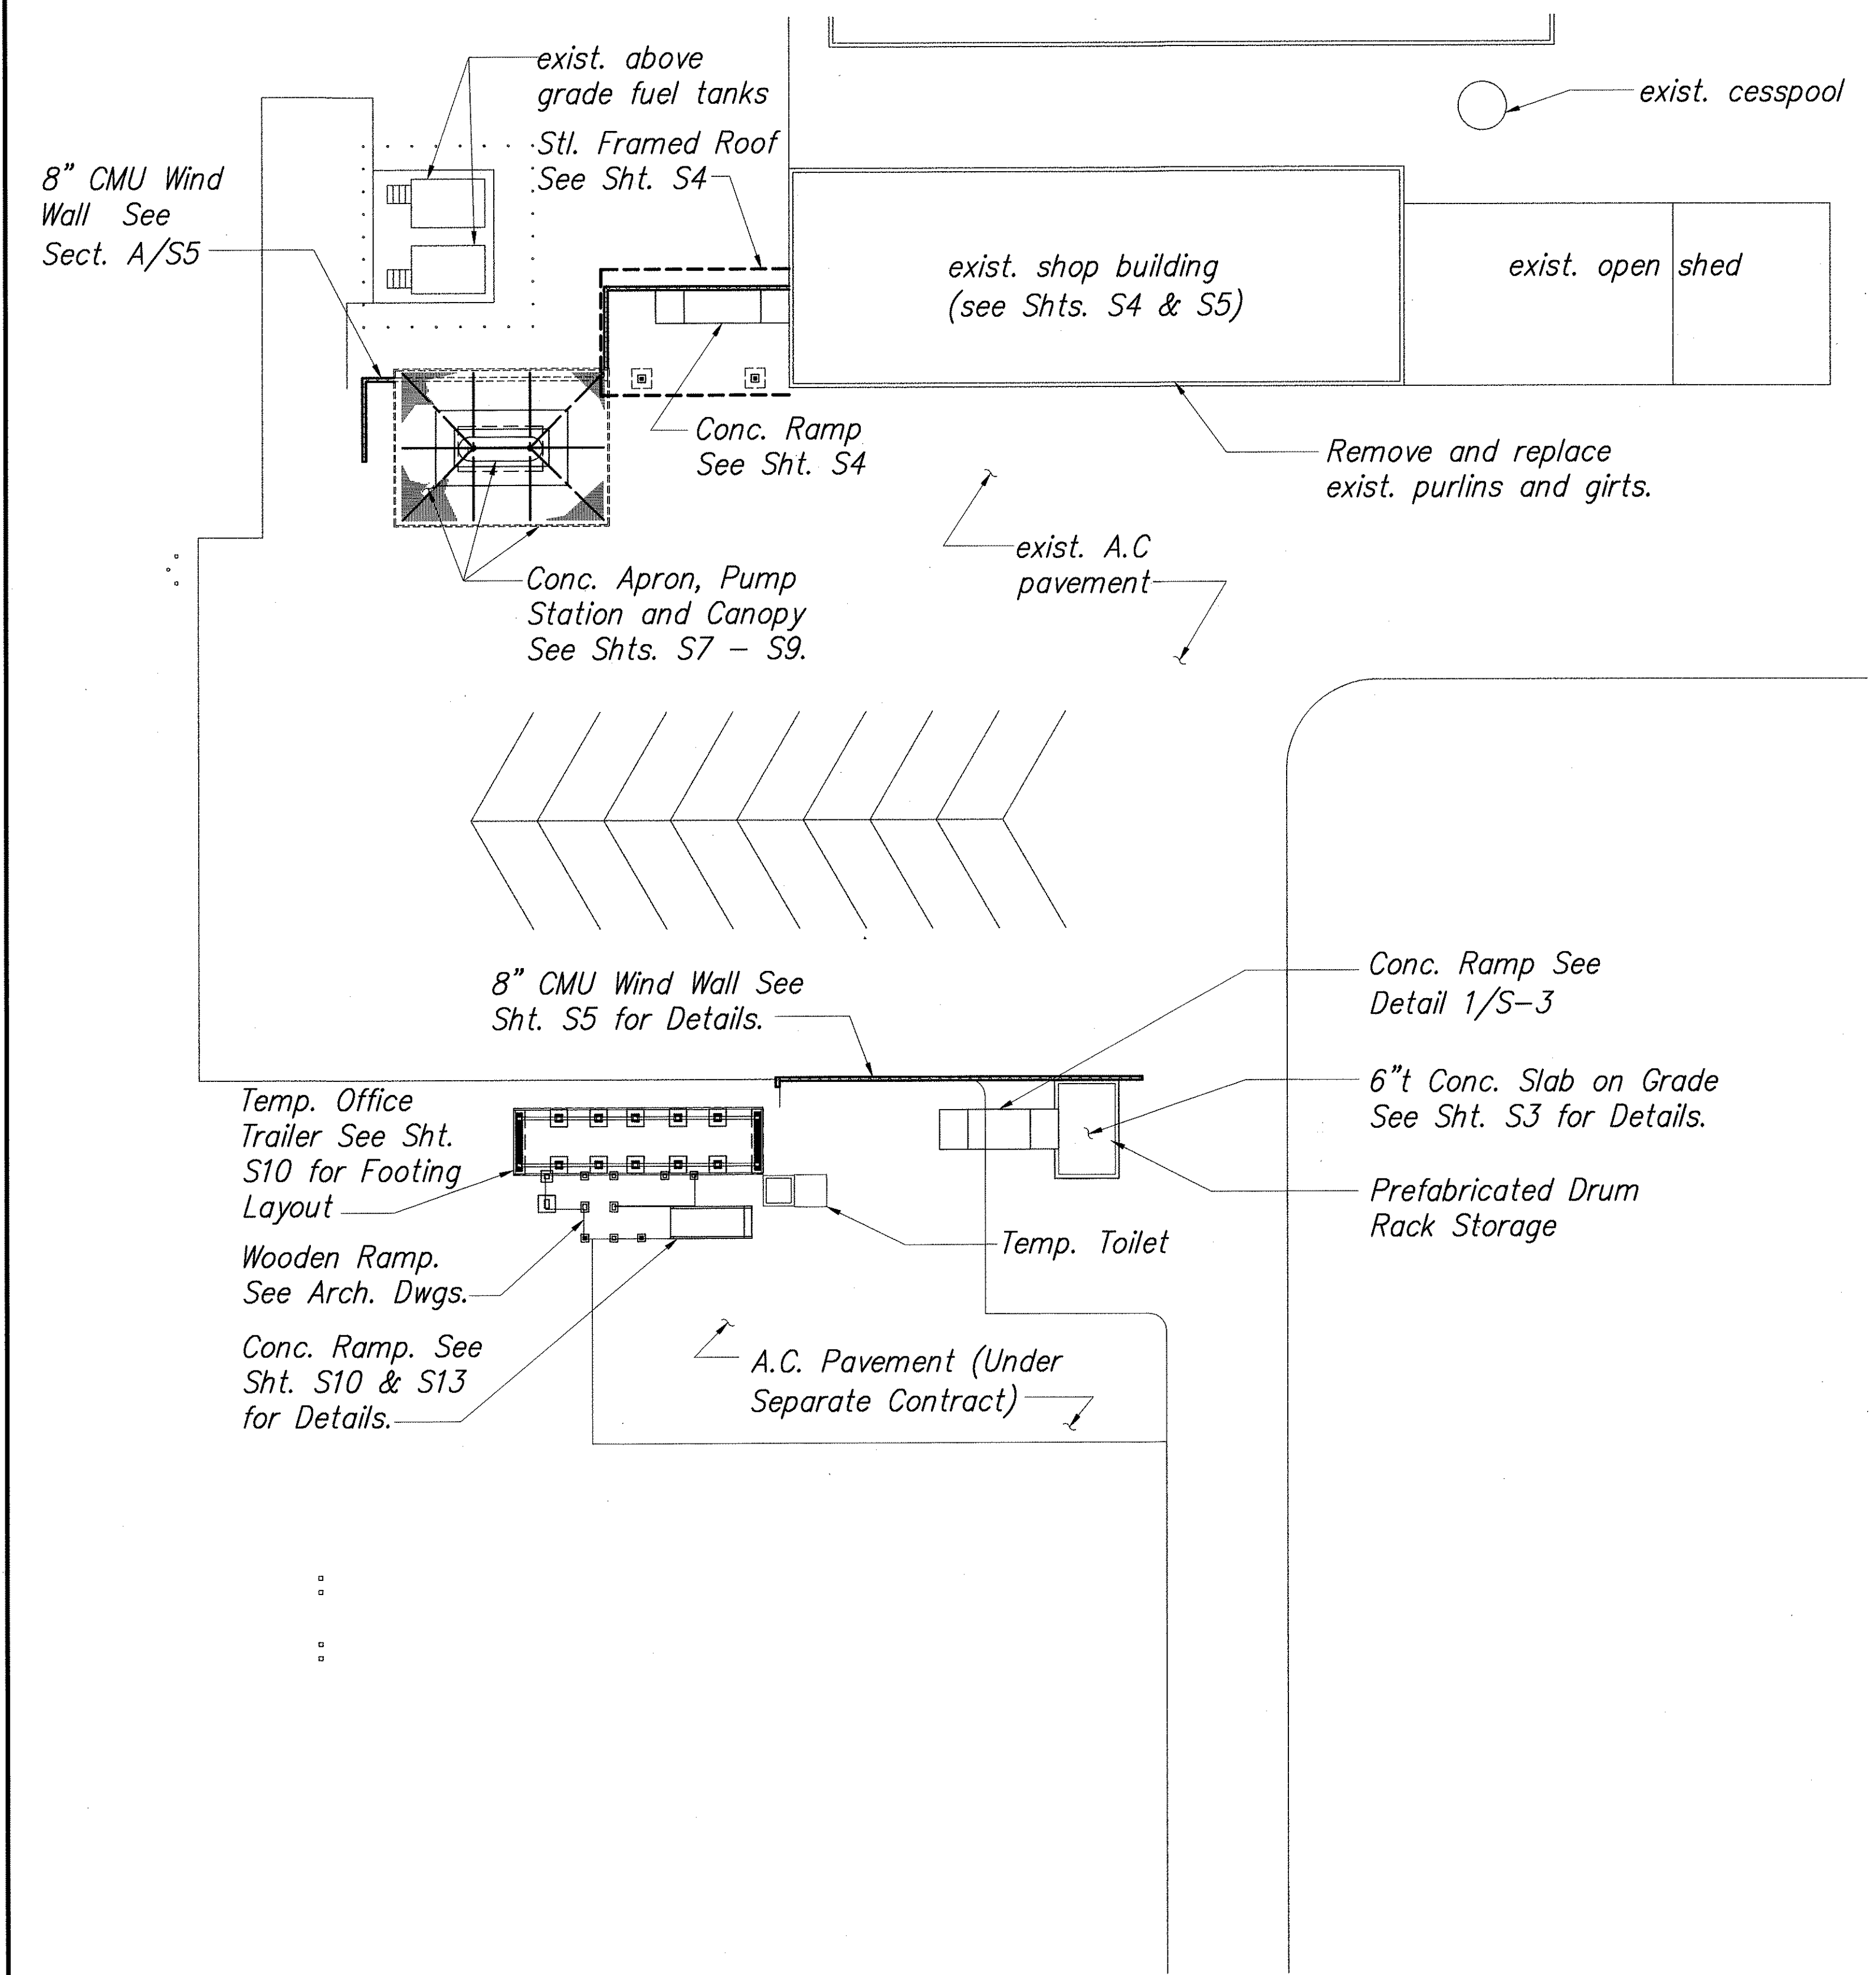 exist. above
grade fuel tanks
exist. cesspool
Stl. Framed Roof
See Sht. S4
8" CMU Wind
Wall See
Sect. A/S5
exist. shop building
(see Shts. S4 & S5)
exist. open shed
Conc. Ramp
See Sht. S4
Remove and replace
exist. purlins and girts.
exist. A.C
pavement
Conc. Apron, Pump
Station and Canopy
See Shts. S7 – S9.
8" CMU Wind Wall See
Sht. S5 for Details.
Conc. Ramp See
Detail 1/S-3
6"t Conc. Slab on Grade
See Sht. S3 for Details.
Prefabricated Drum
Rack Storage
Temp. Office
Trailer See Sht.
S10 for Footing
Layout
Temp. Toilet
Wooden Ramp.
See Arch. Dwgs.
Conc. Ramp. See
Sht. S10 & S13
for Details.
A.C. Pavement (Under
Separate Contract)